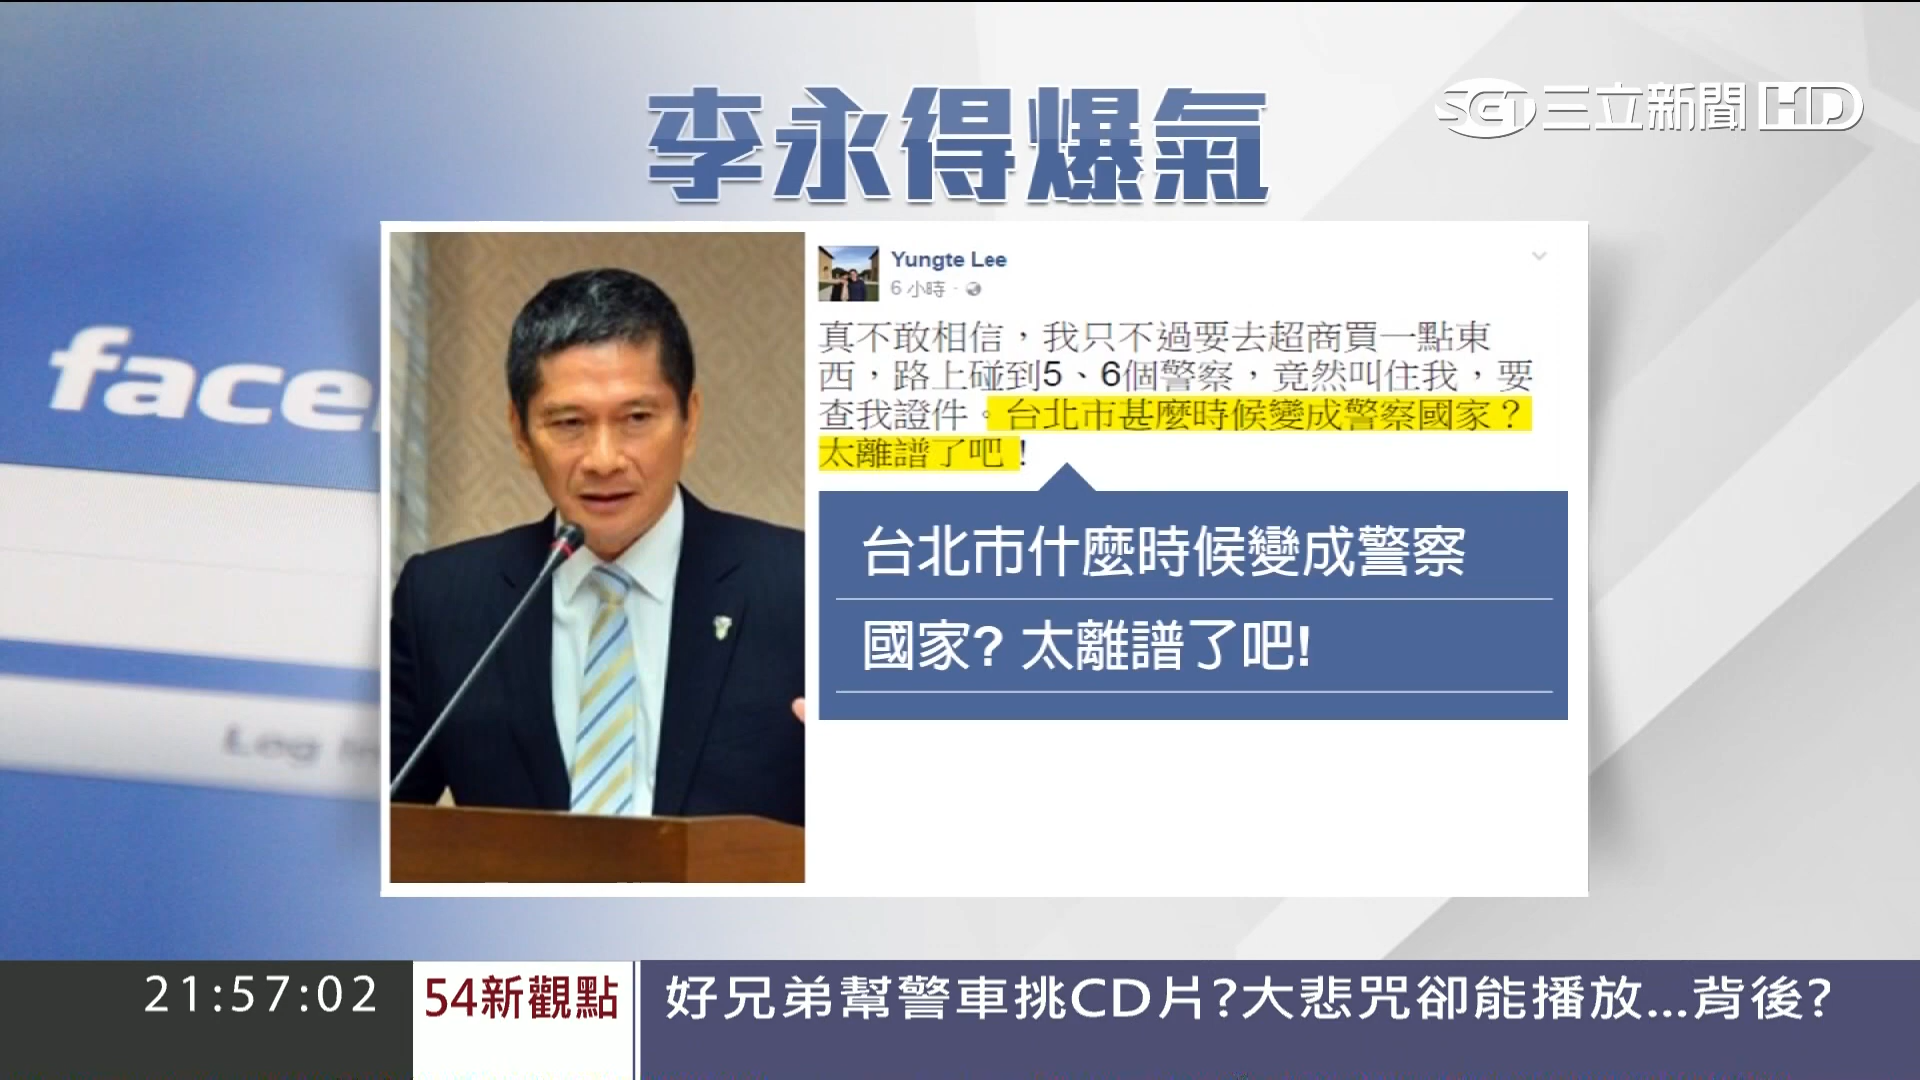 李永得爆氣
SET三立新聞HD
face
Log In
Yungte Lee
6 小時 ·
真不敢相信，我只不過要去超商買一點東
西，路上碰到5、6個警察，竟然叫住我，要
查我證件。台北市甚麼時候變成警察國家？
太離譜了吧！
台北市什麼時候變成警察
國家? 太離譜了吧!
21:57:02
54新觀點
好兄弟幫警車挑CD片?大悲咒卻能播放...背後?